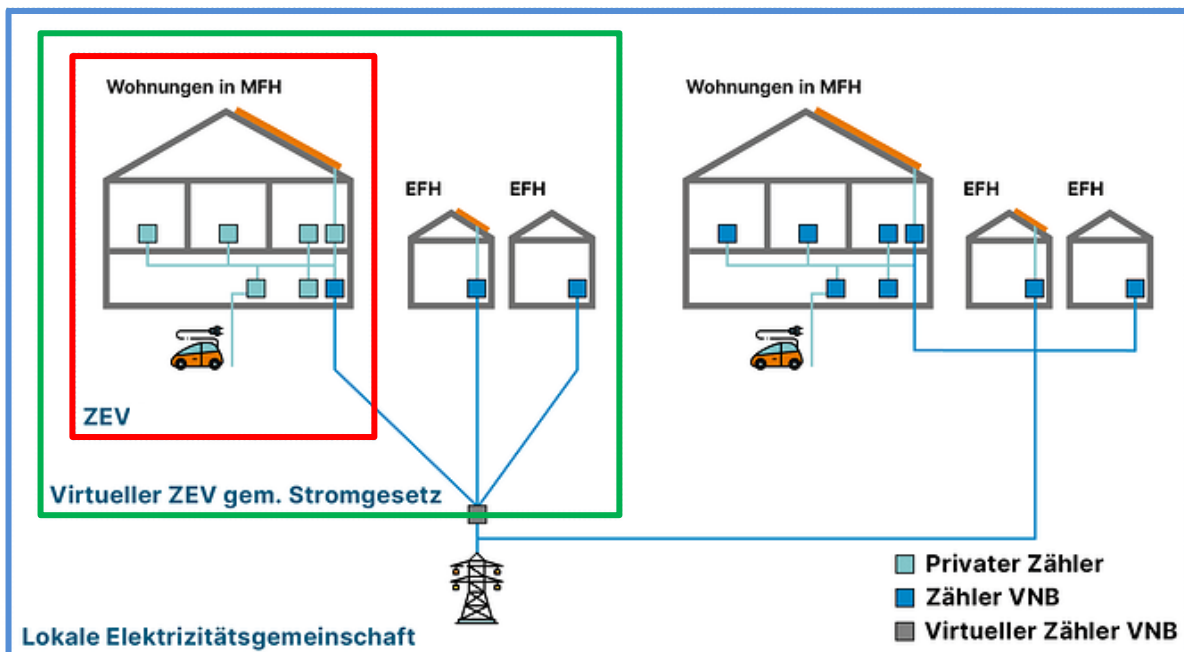 Wohnungen in MFH
Wohnungen in MFH
EFH
EFH
EFH
EFH
ZEV
Virtueller ZEV gem. Stromgesetz
Privater Zähler
Zähler VNB
Virtueller Zähler VNB
Lokale Elektrizitätsgemeinschaft